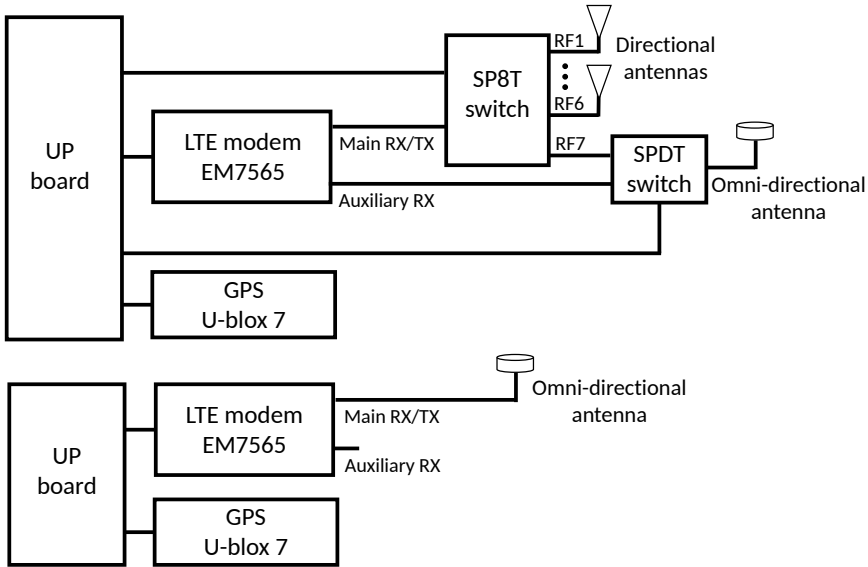 RF1
Directional
antennas
SP8T
switch
RF6
UP
board
LTE modem
EM7565
Main RX/TX
RF7
SPDT
switch
Omni-directional
antenna
Auxiliary RX
GPS
U-blox 7
Omni-directional
antenna
UP
board
LTE modem
EM7565
Main RX/TX
Auxiliary RX
GPS
U-blox 7